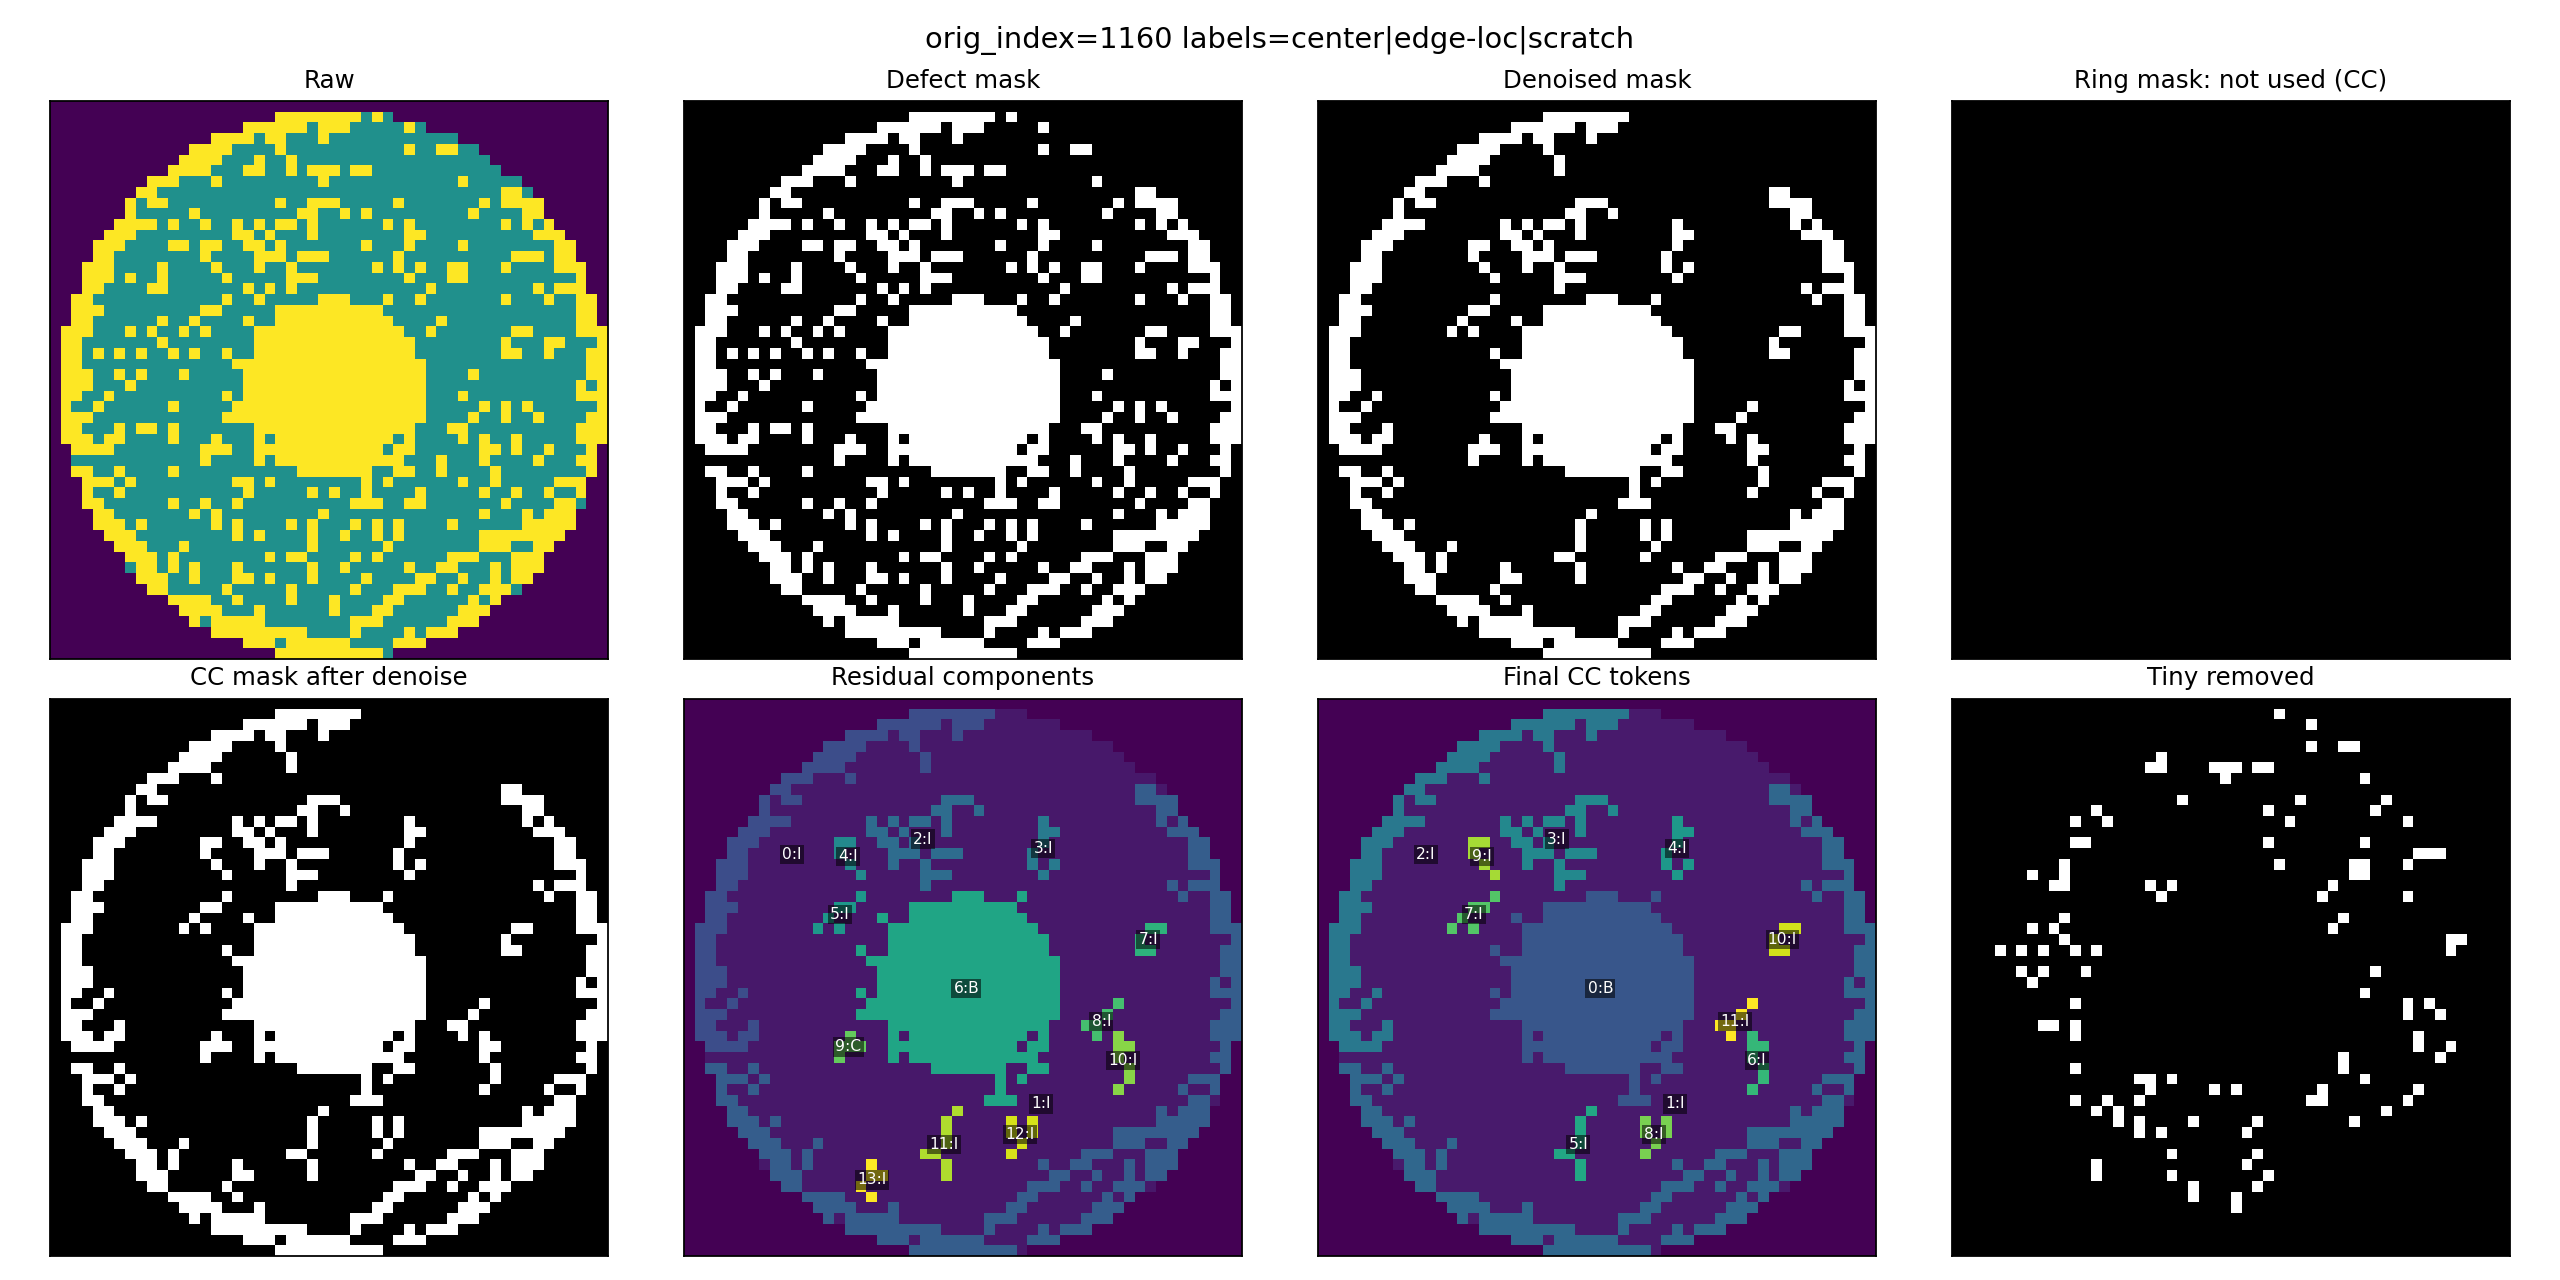 orig_index=1160 labels=center|edge-loc|scratch
Raw
Defect mask
Denoised mask
Ring mask: not used (CC)
CC mask after denoise
Residual components
Final CC tokens
Tiny removed
0:I
4:I
2:I
3:I
5:I
7:I
6:B
8:I
9:C
10:I
1:I
11:I
12:I
13:I
2:I
9:I
3:I
4:I
7:I
10:I
0:B
11:I
6:I
1:I
5:I
8:I